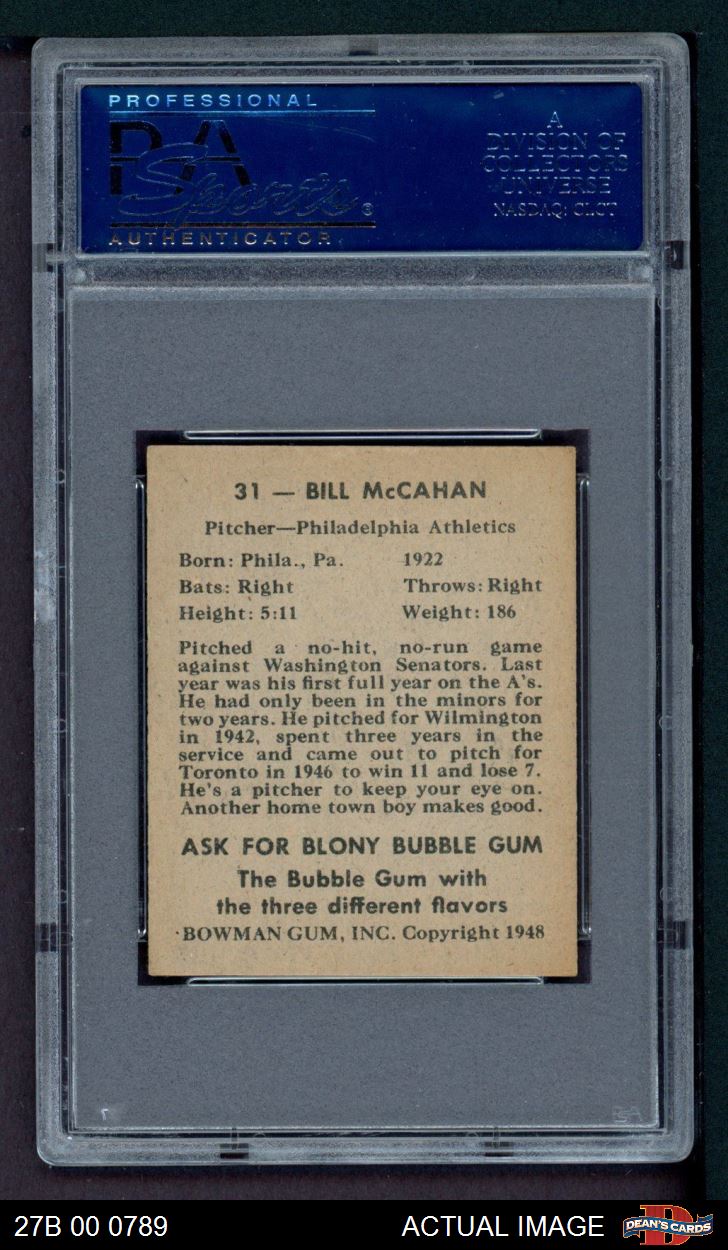 PROFESSIONAL
PSA
Sports®
AUTHENTICATOR
A
DIVISION OF
COLLECTORS
UNIVERSE
NASDAQ: CLCT
31 — BILL McCAHAN
Pitcher—Philadelphia Athletics
Born: Phila., Pa. 1922
Bats: Right Throws: Right
Height: 5:11 Weight: 186
Pitched a no-hit, no-run game
against Washington Senators. Last
year was his first full year on the A's.
He had only been in the minors for
two years. He pitched for Wilmington
in 1942, spent three years in the
service and came out to pitch for
Toronto in 1946 to win 11 and lose 7.
He's a pitcher to keep your eye on.
Another home town boy makes good.
ASK FOR BLONY BUBBLE GUM
The Bubble Gum with
the three different flavors
BOWMAN GUM, INC. Copyright 1948
PSA
27B 00 0789 ACTUAL IMAGE
DEAN'S CARDS